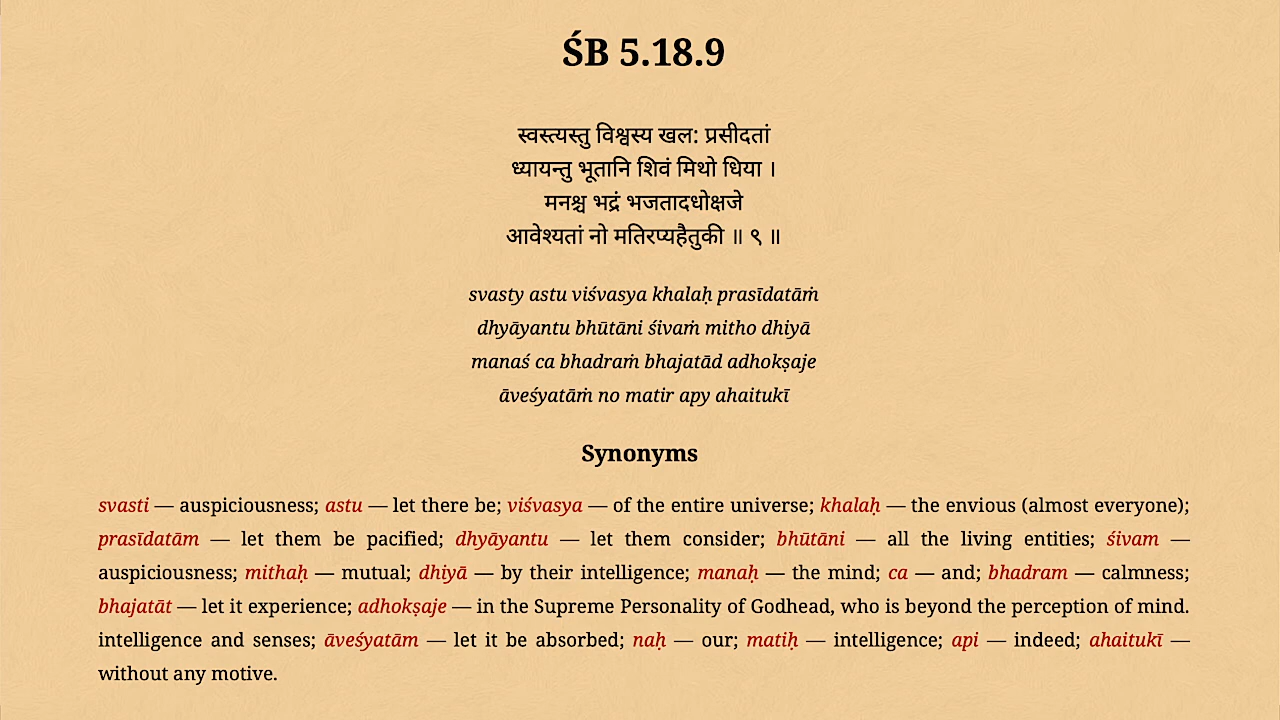 ŚB 5.18.9
स्वस्त्यस्तु विश्वस्य खल: प्रसीदतां
ध्यायन्तु भूतानि शिवं मिथो धिया ।
मनश्च भद्रं भजतादधोक्षजे
आवेश्यतां नो मतिरप्यहैतुकी ॥ ९ ॥
svasty astu viśvasya khalaḥ prasīdatāṁ
dhyāyantu bhūtāni śivaṁ mitho dhiyā
manaś ca bhadraṁ bhajatād adhokṣaje
āveśyatāṁ no matir apy ahaitukī
Synonyms
svasti — auspiciousness; astu — let there be; viśvasya — of the entire universe; khalaḥ — the envious (almost everyone);
prasīdatām — let them be pacified; dhyāyantu — let them consider; bhūtāni — all the living entities; śivam —
auspiciousness; mithaḥ — mutual; dhiyā — by their intelligence; manaḥ — the mind; ca — and; bhadram — calmness;
bhajatāt — let it experience; adhokṣaje — in the Supreme Personality of Godhead, who is beyond the perception of mind.
intelligence and senses; āveśyatām — let it be absorbed; naḥ — our; matiḥ — intelligence; api — indeed; ahaitukī —
without any motive.